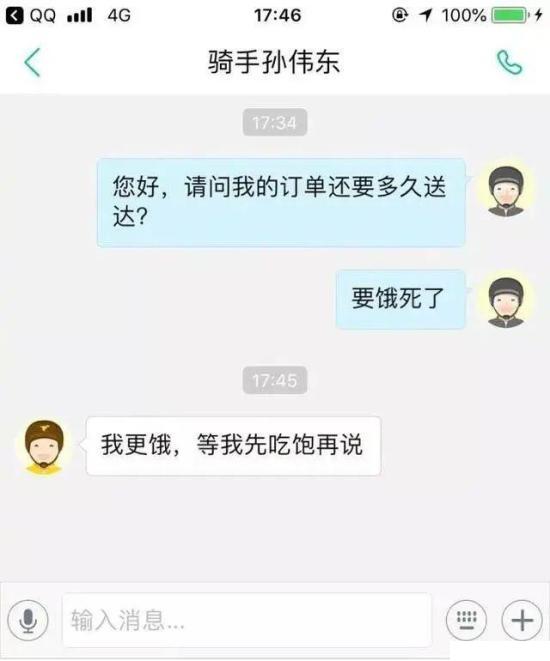 QQ 4G 17:46 100%
骑手孙伟东
17:34
您好，请问我的订单还要多久送
达?
要饿死了
17:45
我更饿，等我先吃饱再说
输入消息...